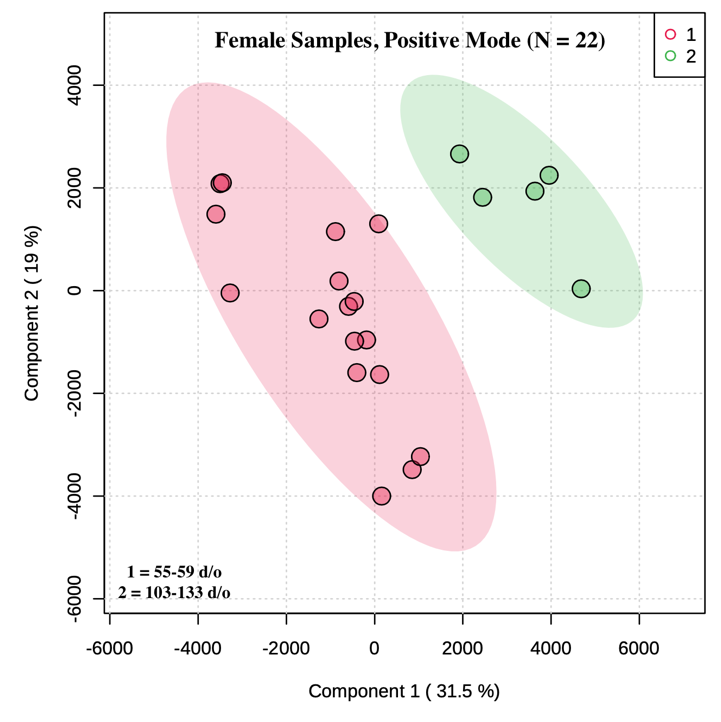 Female Samples, Positive Mode (N = 22)
1
2
4000
2000
0
-2000
-4000
-6000
Component 2 ( 19 %)
1 = 55-59 d/o
2 = 103-133 d/o
-6000 -4000 -2000 0 2000 4000 6000
Component 1 ( 31.5 %)